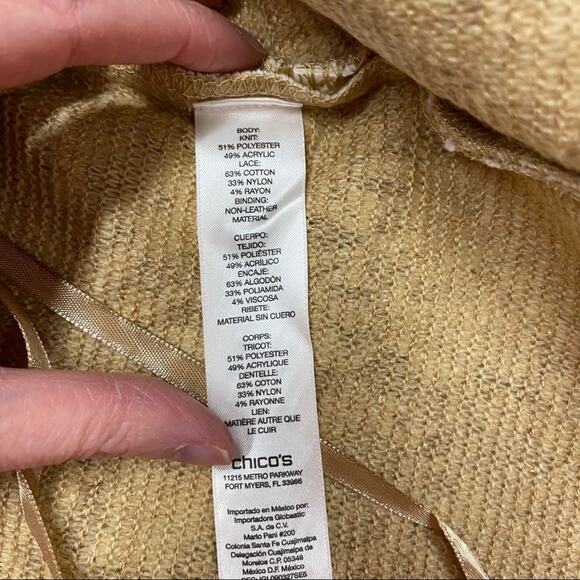 BODY:
KNIT:
51% POLYESTER
49% ACRYLIC
LACE:
63% COTTON
33% NYLON
4% RAYON
BINDING:
NON-LEATHER
MATERIAL
CUERPO:
TEJIDO:
51% POLIÉSTER
49% ACRÍLICO
ENCAJE:
63% ALGODÓN
33% POLIAMIDA
4% VISCOSA
RIBETE:
MATERIAL SIN CUERO
CORPS:
TRICOT:
51% POLYESTER
49% ACRYLIQUE
DENTELLE:
63% COTON
33% NYLON
4% RAYONNE
LIEN:
MATIÈRE AUTRE QUE
LE CUIR
chico's
11215 METRO PARKWAY
FORT MYERS, FL 33966
Importado en México por:
Importadora Globastic
S.A. de C.V.
Mario Pani #200
Colonia Santa Fe Cuajimalpa
Delegación Cuajimalpa de
Morelos C.P. 05348
México D.F. México